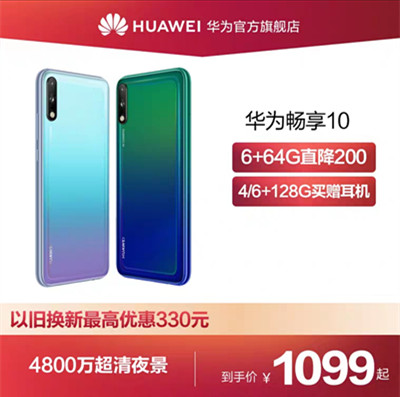 HUAWEI 华为官方旗舰店
华为畅享10
6+64G直降200
4/6+128G买赠耳机
以旧换新最高优惠330元
4800万超清夜景
到手价 ¥1099起